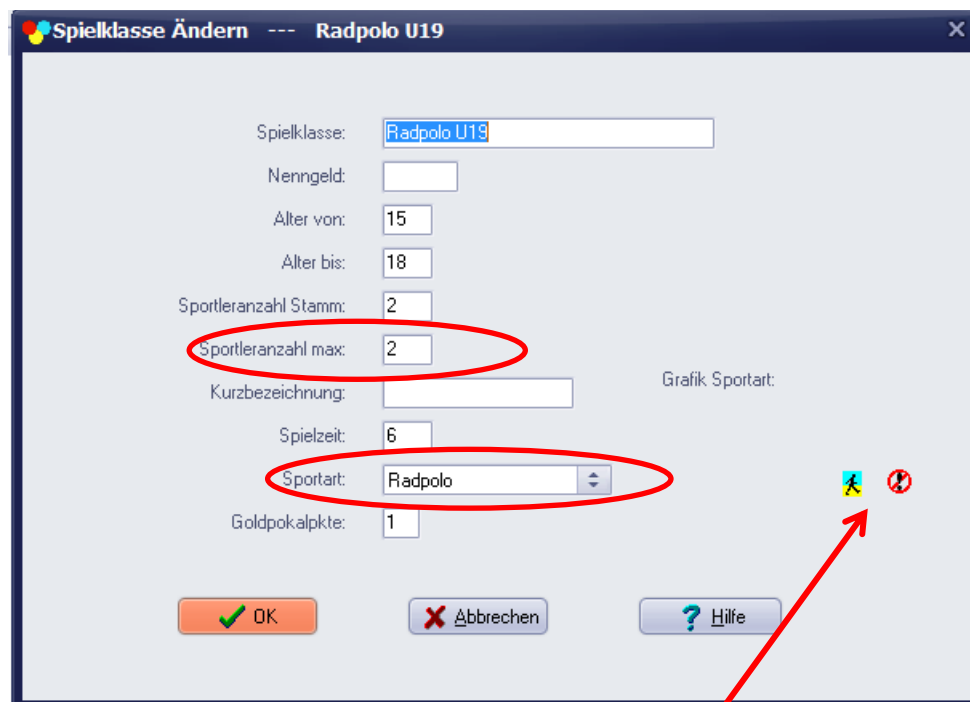 Spielklasse Ändern --- Radpolo U19
Spielklasse: Radpolo U19
Nenngeld:
Alter von: 15
Alter bis: 18
Sportleranzahl Stamm: 2
Sportleranzahl max: 2
Grafik Sportart:
Kurzbezeichnung:
Spielzeit: 6
Sportart: Radpolo
Goldpokalpkte: 1
OK Abbrechen Hilfe